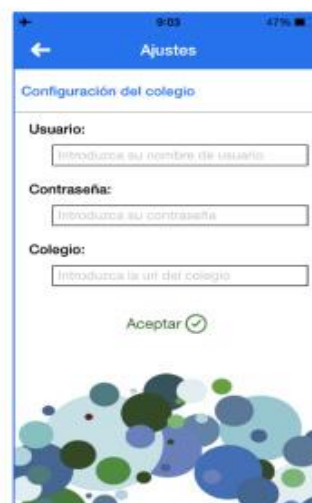 9:03 47%
Ajustes
Configuración del colegio
Usuario:
Introduzca su nombre de usuario
Contraseña:
Introduzca su contraseña
Colegio:
Introduzca la url del colegio
Aceptar